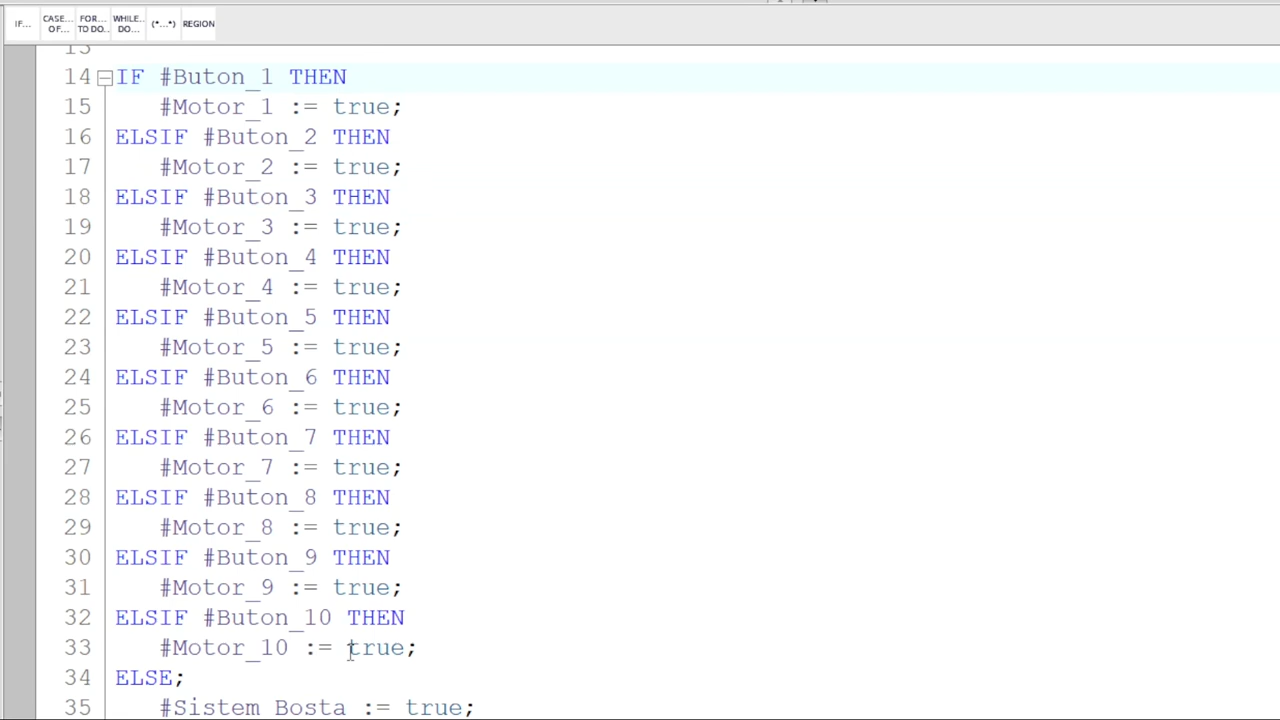 IF... CASE... OF... FOR... TO DO... WHILE... DO... (*...*) REGION
13
14 IF #Buton_1 THEN
15 #Motor_1 := true;
16 ELSIF #Buton_2 THEN
17 #Motor_2 := true;
18 ELSIF #Buton_3 THEN
19 #Motor_3 := true;
20 ELSIF #Buton_4 THEN
21 #Motor_4 := true;
22 ELSIF #Buton_5 THEN
23 #Motor_5 := true;
24 ELSIF #Buton_6 THEN
25 #Motor_6 := true;
26 ELSIF #Buton_7 THEN
27 #Motor_7 := true;
28 ELSIF #Buton_8 THEN
29 #Motor_8 := true;
30 ELSIF #Buton_9 THEN
31 #Motor_9 := true;
32 ELSIF #Buton_10 THEN
33 #Motor_10 := true;
34 ELSE;
35 #Sistem_Bosta := true;